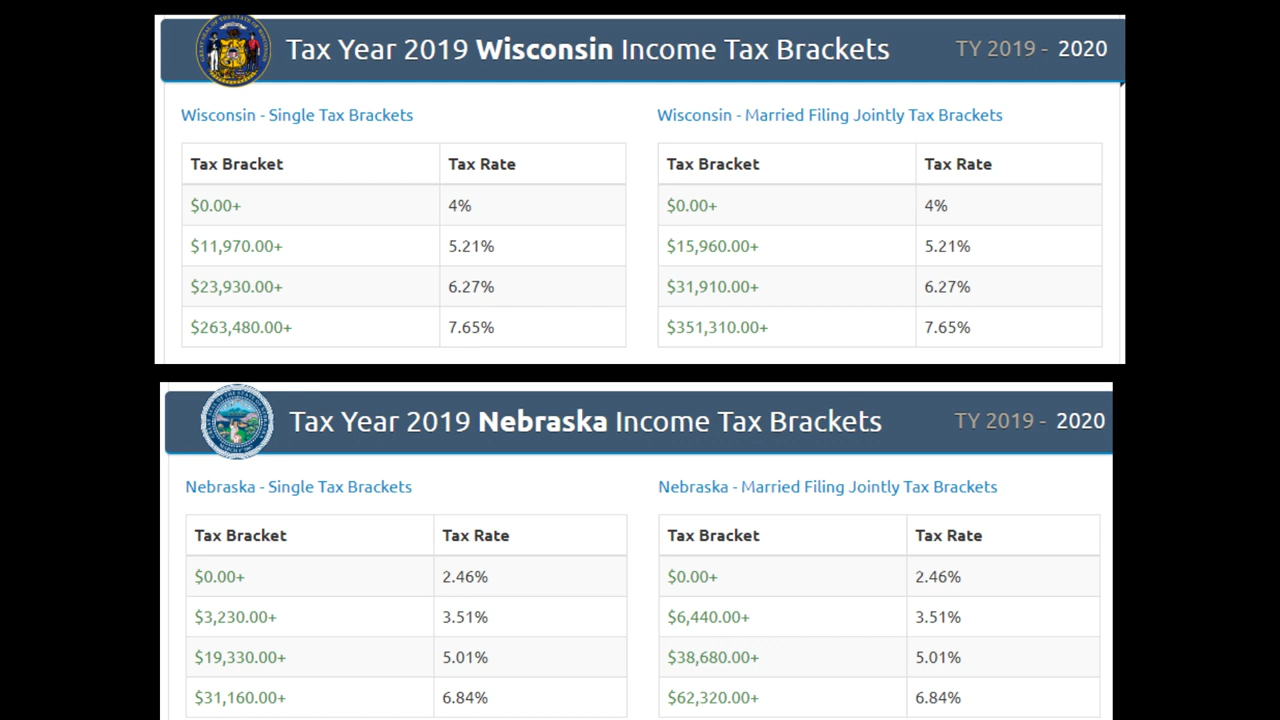 Tax Year 2019 Wisconsin Income Tax Brackets TY 2019 - 2020
Wisconsin - Single Tax Brackets
Tax Bracket Tax Rate
$0.00+ 4%
$11,970.00+ 5.21%
$23,930.00+ 6.27%
$263,480.00+ 7.65%
Wisconsin - Married Filing Jointly Tax Brackets
Tax Bracket Tax Rate
$0.00+ 4%
$15,960.00+ 5.21%
$31,910.00+ 6.27%
$351,310.00+ 7.65%
Tax Year 2019 Nebraska Income Tax Brackets TY 2019 - 2020
Nebraska - Single Tax Brackets
Tax Bracket Tax Rate
$0.00+ 2.46%
$3,230.00+ 3.51%
$19,330.00+ 5.01%
$31,160.00+ 6.84%
Nebraska - Married Filing Jointly Tax Brackets
Tax Bracket Tax Rate
$0.00+ 2.46%
$6,440.00+ 3.51%
$38,680.00+ 5.01%
$62,320.00+ 6.84%